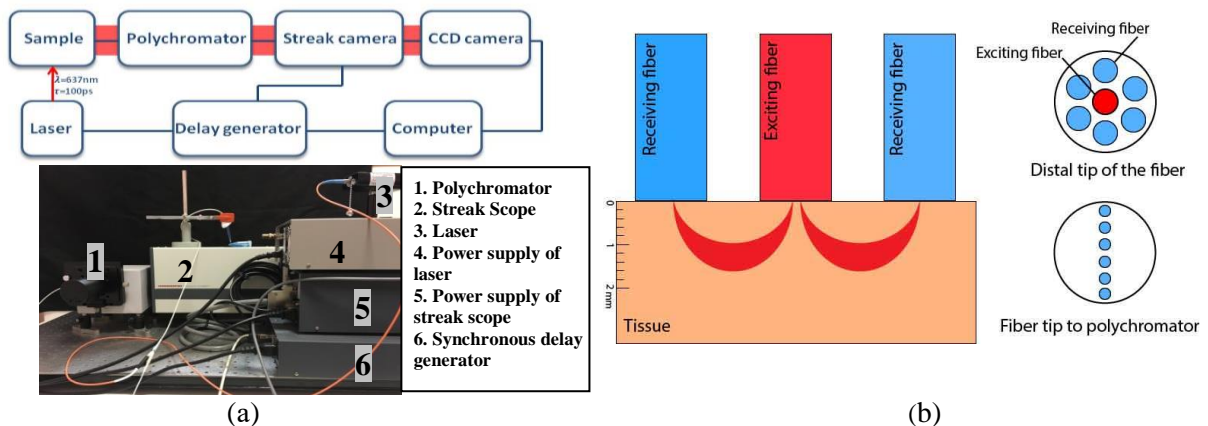 Sample
Polychromator
Streak camera
CCD camera
λ=637nm
τ=100ps
Laser
Delay generator
Computer
1
2
3
4
5
6
1. Polychromator
2. Streak Scope
3. Laser
4. Power supply of
laser
5. Power supply of
streak scope
6. Synchronous delay
generator
(a)
Receiving fiber
Exciting fiber
Receiving fiber
0
1
2 mm
Tissue
Receiving fiber
Exciting fiber
Distal tip of the fiber
Fiber tip to polychromator
(b)